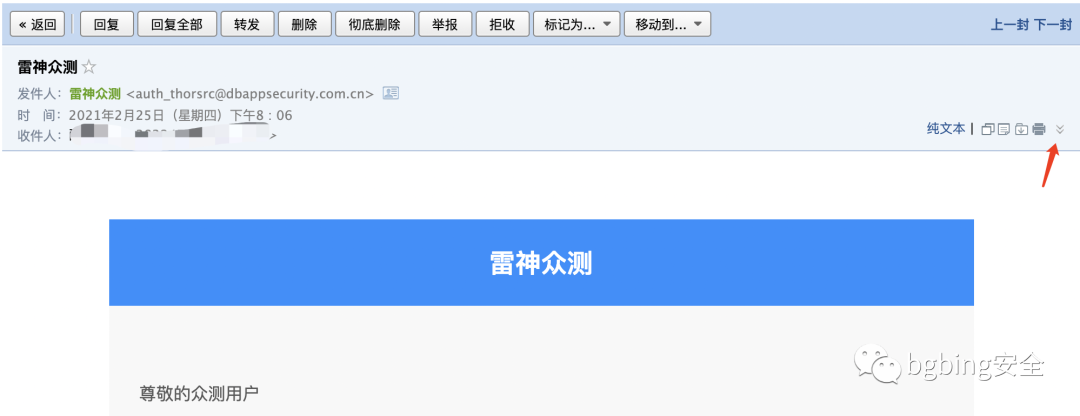 « 返回 回复 回复全部 转发 删除 彻底删除 举报 拒收 标记为... 移动到... 上一封 下一封
雷神众测
发件人：雷神众测 <auth_thorsrc@dbappsecurity.com.cn>
时 间：2021年2月25日（星期四）下午8：06
收件人：
纯文本 |
雷神众测
尊敬的众测用户
bgbing安全